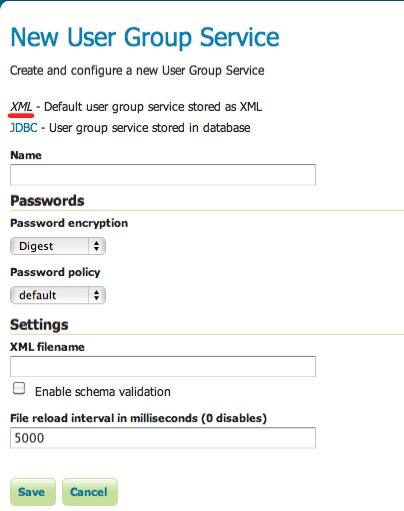 New User Group Service
Create and configure a new User Group Service
XML - Default user group service stored as XML
JDBC - User group service stored in database
Name
Passwords
Password encryption
Digest
Password policy
default
Settings
XML filename
Enable schema validation
File reload interval in milliseconds (0 disables)
5000
Save Cancel